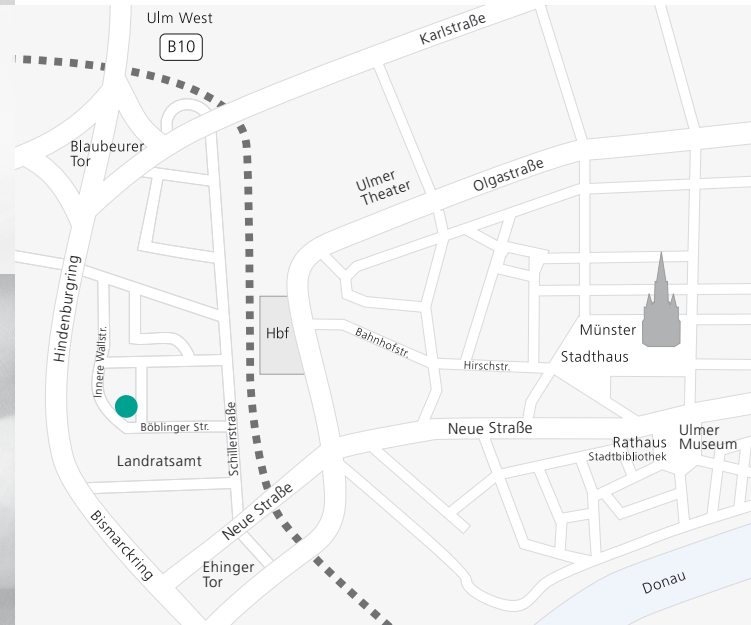 Ulm West
B10
Karlstraße
Blaubeurer
Tor
Ulmer
Theater
Olgastraße
Hindenburgring
Innere Wallstr.
Hbf
Bahnhofstr.
Hirschstr.
Münster
Stadthaus
Böblinger Str.
Schillerstraße
Neue Straße
Rathaus
Stadtbibliothek
Ulmer
Museum
Landratsamt
Neue Straße
Bismarckring
Ehinger
Tor
Donau